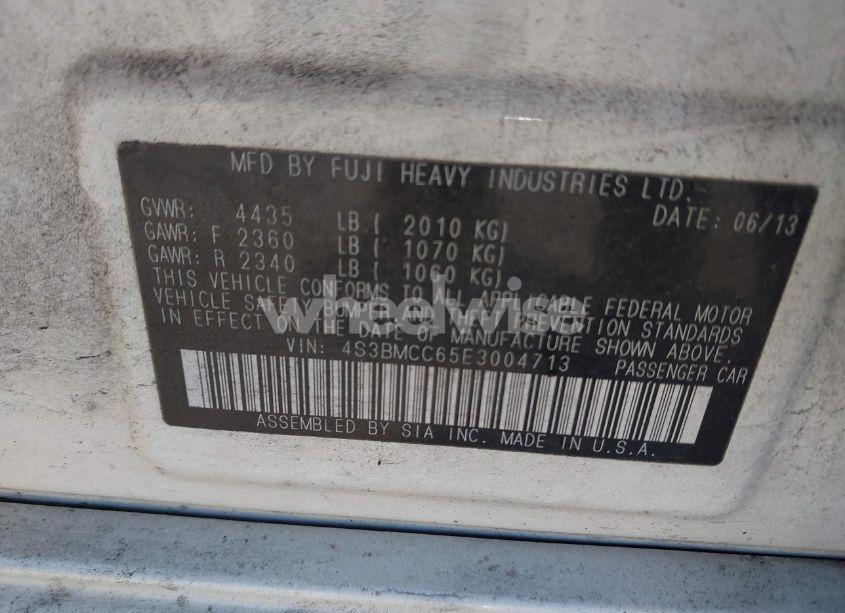 MFD BY FUJI HEAVY INDUSTRIES LTD.
GVWR: 4435 LB ( 2010 KG) DATE: 06/13
GAWR: F 2360 LB ( 1070 KG)
GAWR: R 2340 LB ( 1060 KG)
THIS VEHICLE CONFORMS TO ALL APPLICABLE FEDERAL MOTOR
VEHICLE SAFETY, BUMPER, AND THEFT PREVENTION STANDARDS
IN EFFECT ON THE DATE OF MANUFACTURE SHOWN ABOVE.
VIN: 4S3BMCC65E3004713 PASSENGER CAR
ASSEMBLED BY SIA INC. MADE IN U.S.A.
wheelwise